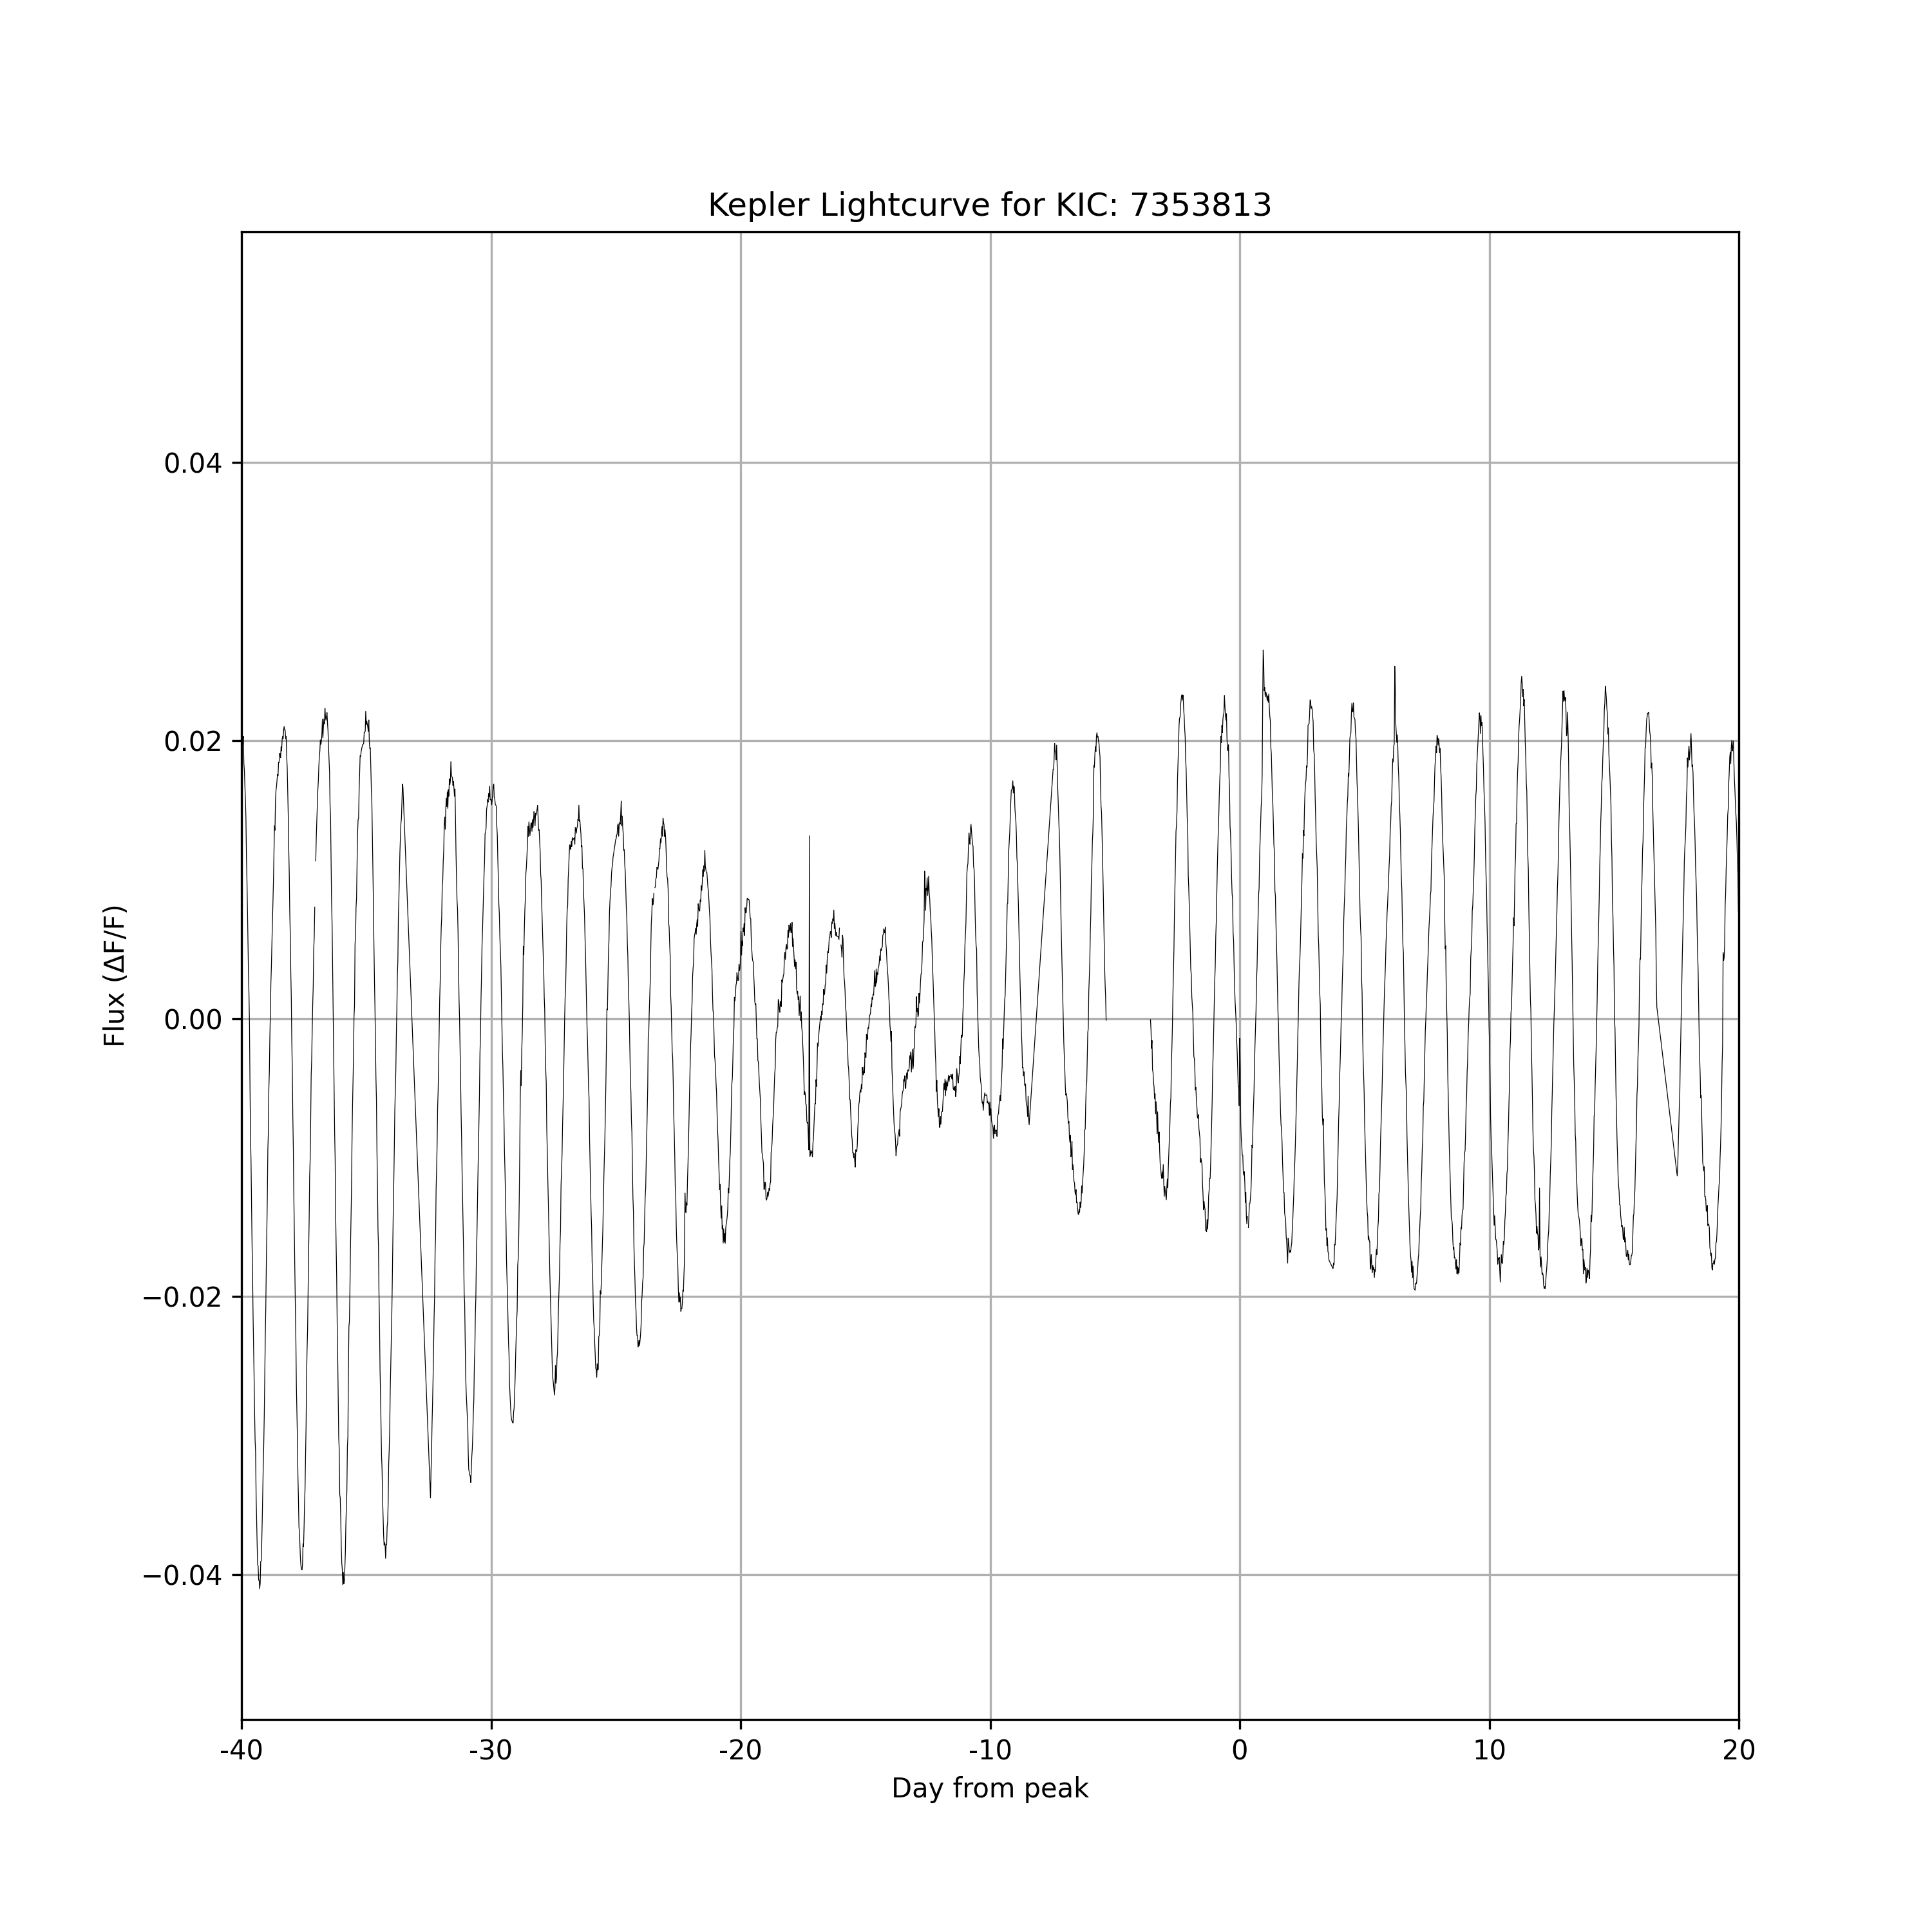 Kepler Lightcurve for KIC: 7353813
Flux (ΔF/F)
0.04
0.02
0.00
−0.02
−0.04
-40 -30 -20 -10 0 10 20
Day from peak